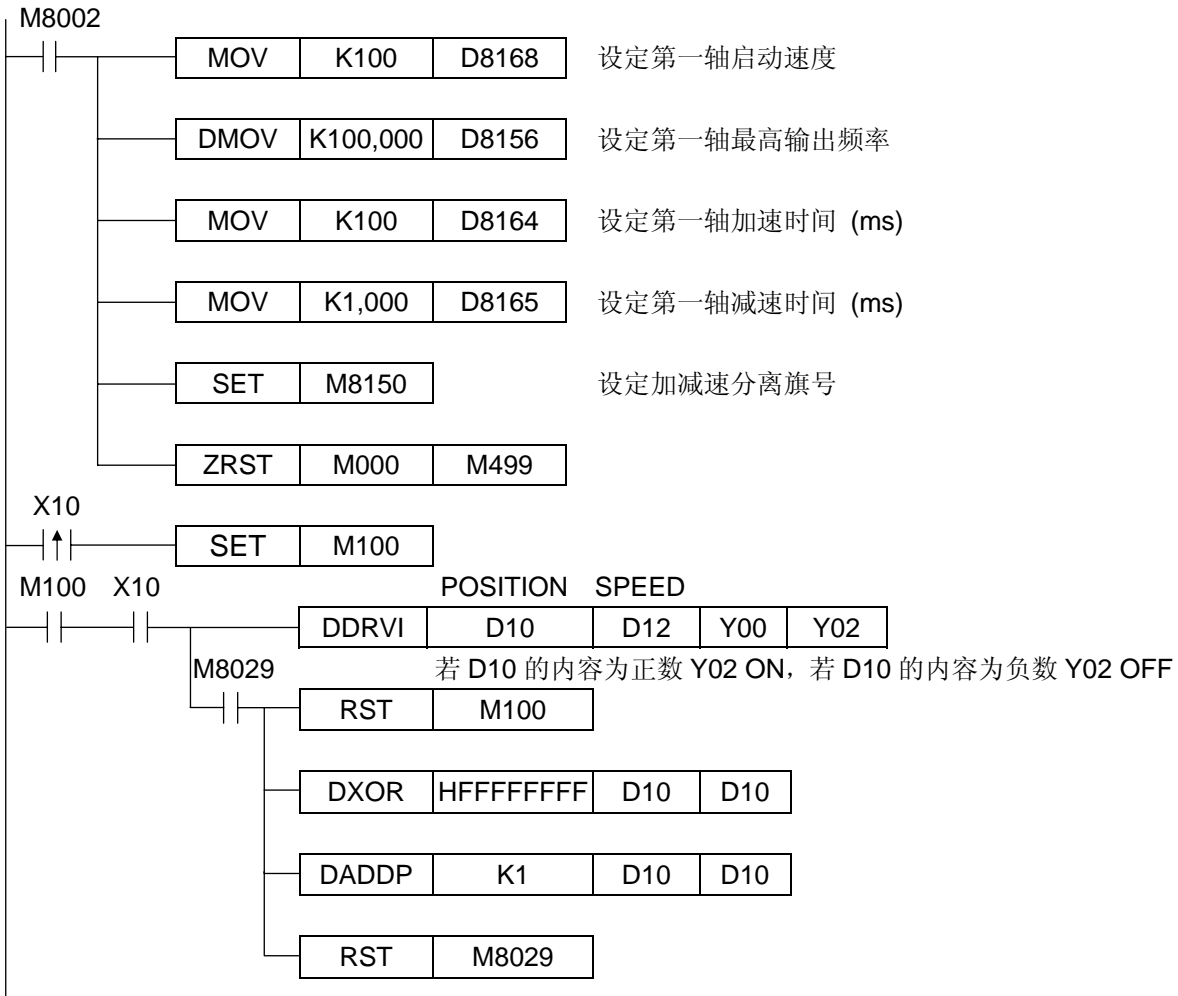 M8002
MOV K100 D8168 设定第一轴启动速度
DMOV K100,000 D8156 设定第一轴最高输出频率
MOV K100 D8164 设定第一轴加速时间 (ms)
MOV K1,000 D8165 设定第一轴减速时间 (ms)
SET M8150 设定加减速分离旗号
ZRST M000 M499
X10
SET M100
M100 X10 POSITION SPEED
DDRVI D10 D12 Y00 Y02
M8029 若 D10 的内容为正数 Y02 ON，若 D10 的内容为负数 Y02 OFF
RST M100
DXOR HFFFFFFFF D10 D10
DADDP K1 D10 D10
RST M8029